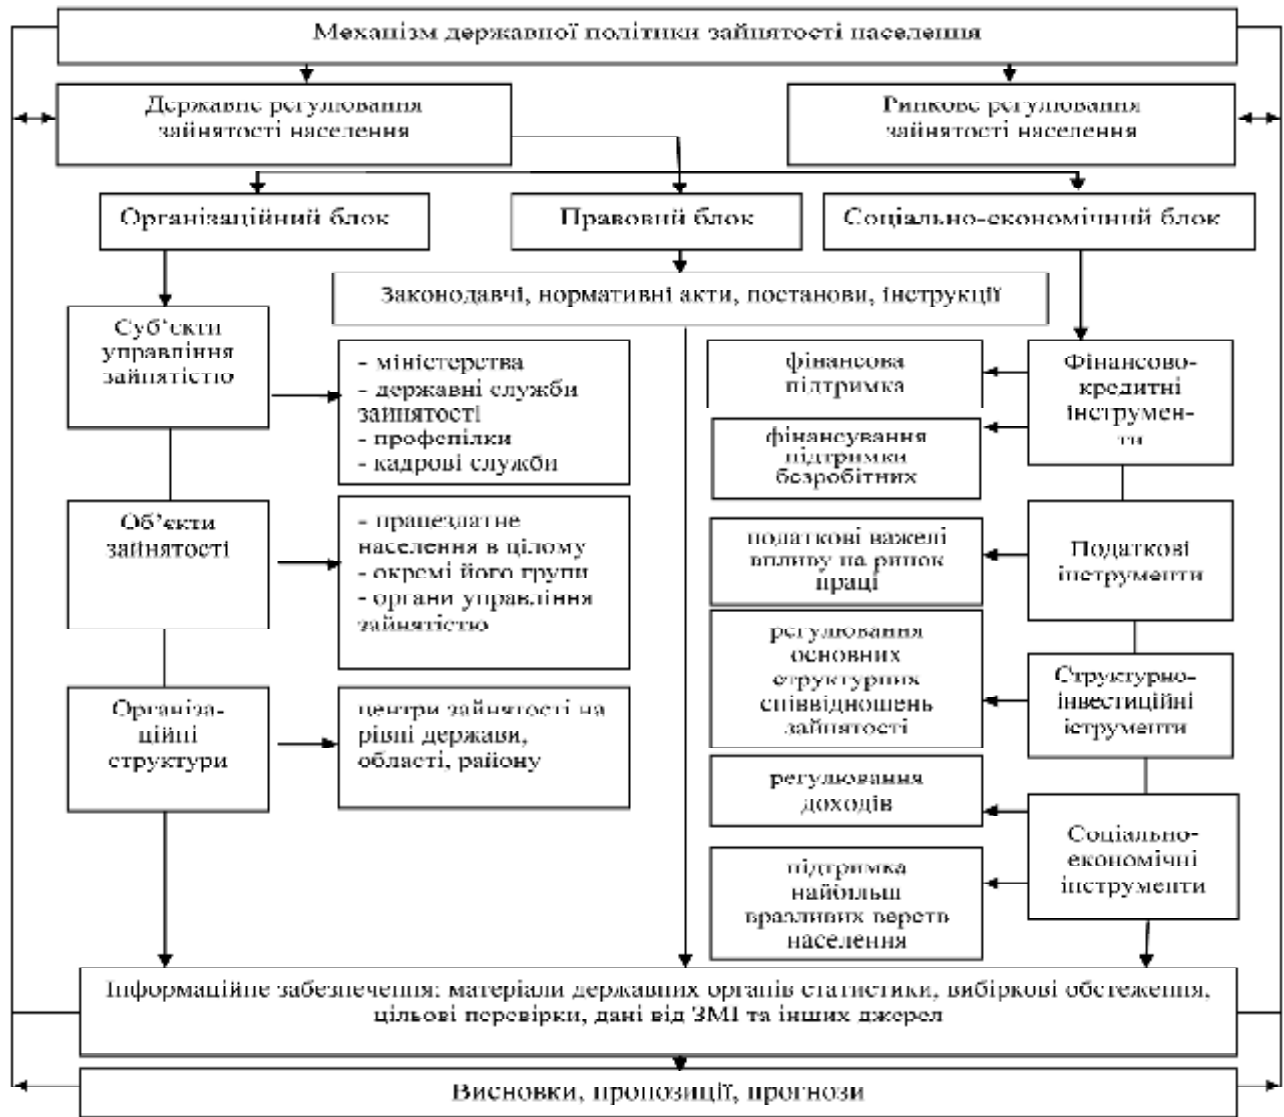 Механізм державної політики зайнятості населення
Державне регулювання
зайнятості населення
Ринкове регулювання
зайнятості населення
Організаційний блок
Правовий блок
Соціально-економічний блок
Законодавчі, нормативні акти, постанови, інструкції
Суб'єкти
управління
зайнятістю
- міністерства
- державні служби
зайнятості
- профспілки
- кадрові служби
фінансова
підтримка
Фінансово-
кредитні
інструмен-
ти
фінансування
підтримки
безробітних
Об'єкти
зайнятості
- працездатне
населення в цілому
- окремі його групи
- органи управління
зайнятістю
податкові важелі
впливу на ринок
праці
Податкові
інструменти
регулювання
основних
структурних
співвідношень
зайнятості
Структурно-
інвестиційні
іструменти
Організа-
ційні
структури
центри зайнятості на
рівні держави,
області, району
регулювання
доходів
Соціально-
економічні
інструменти
підтримка
найбільш
вразливих верств
населення
Інформаційне забезпечення: матеріали державних органів статистики, вибіркові обстеження,
цільові перевірки, дані від ЗМІ та інших джерел
Висновки, пропозиції, прогнози